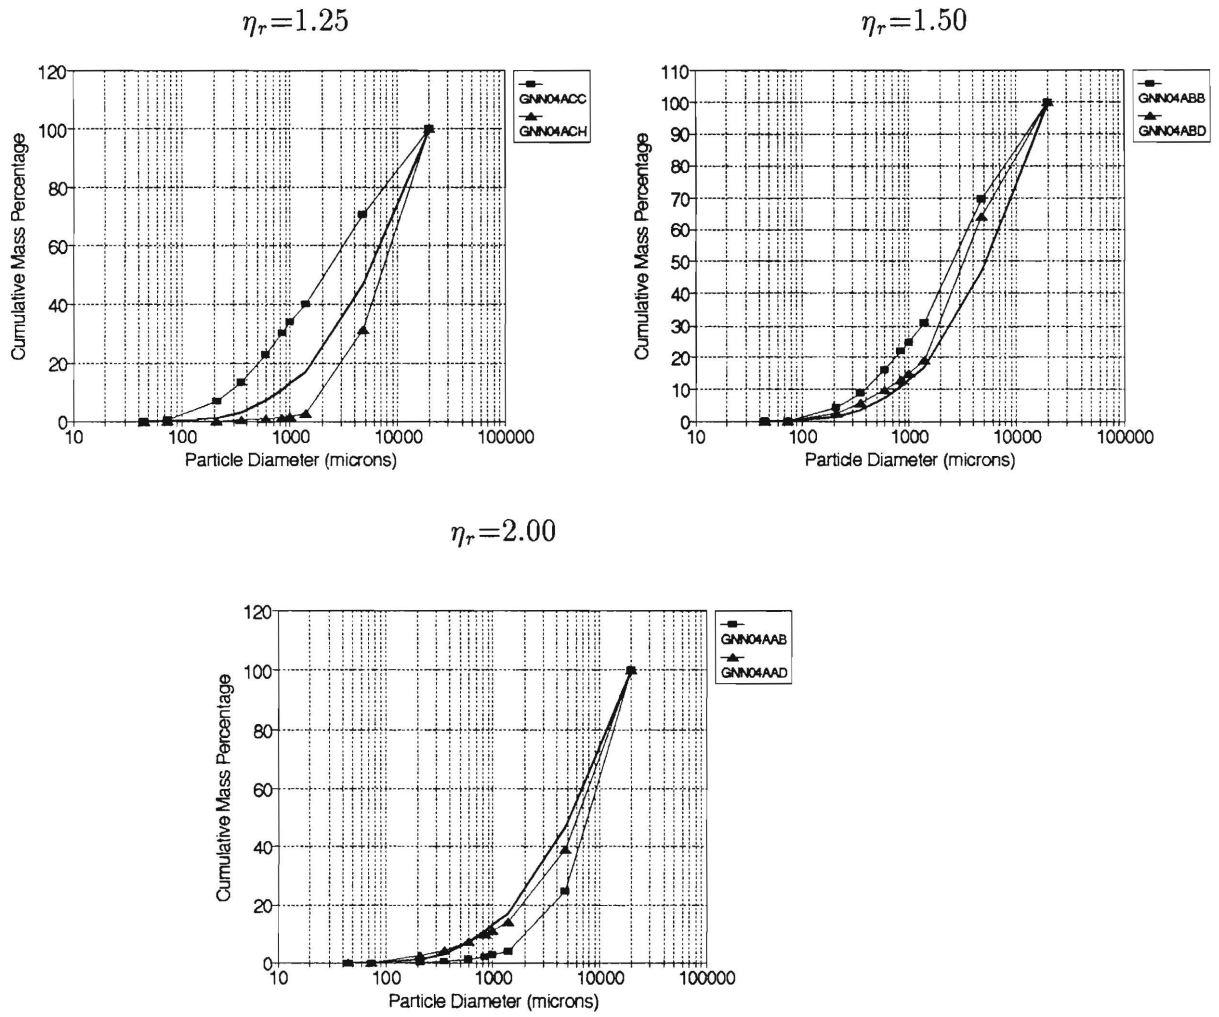 η_r=1.25
120
100
80
60
40
20
0
10
100
1000
10000
100000
Cumulative Mass Percentage
Particle Diameter (microns)
GNN04ACC
GNN04ACH
η_r=1.50
110
100
90
80
70
60
50
40
30
20
10
0
10
100
1000
10000
100000
Cumulative Mass Percentage
Particle Diameter (microns)
GNN04ABB
GNN04ABD
η_r=2.00
120
100
80
60
40
20
0
10
100
1000
10000
100000
Cumulative Mass Percentage
Particle Diameter (microns)
GNN04AAB
GNN04AAD